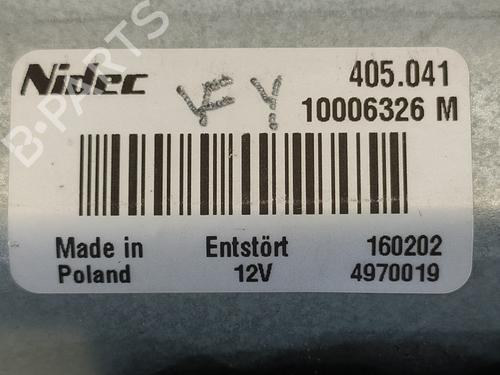 B-PARTS
Nidec
405.041
10006326 M
Made in Poland
Entstört 12V
160202
4970019